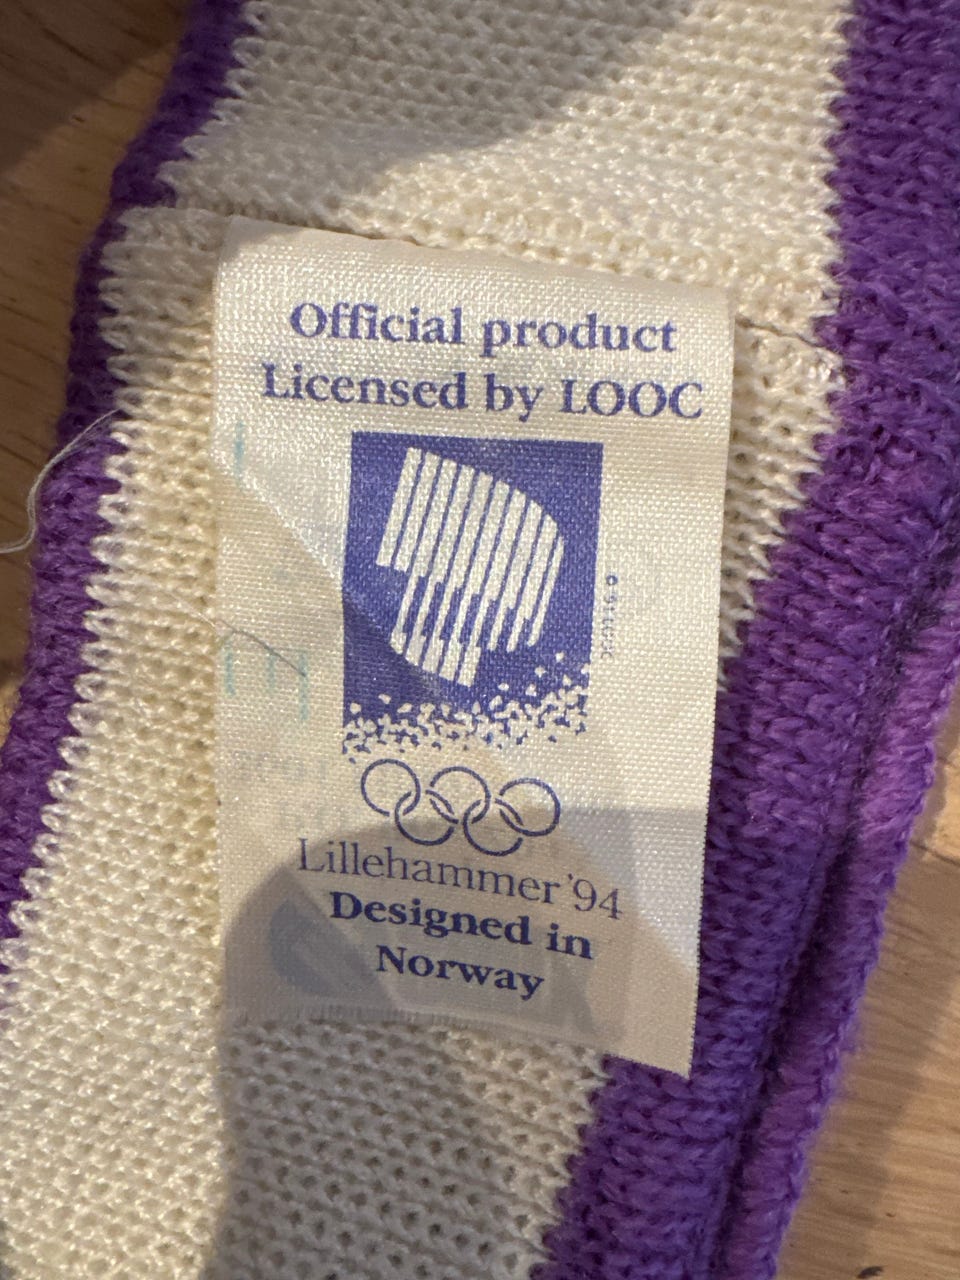 Official product
Licensed by LOOC
Lillehammer '94
Designed in
Norway